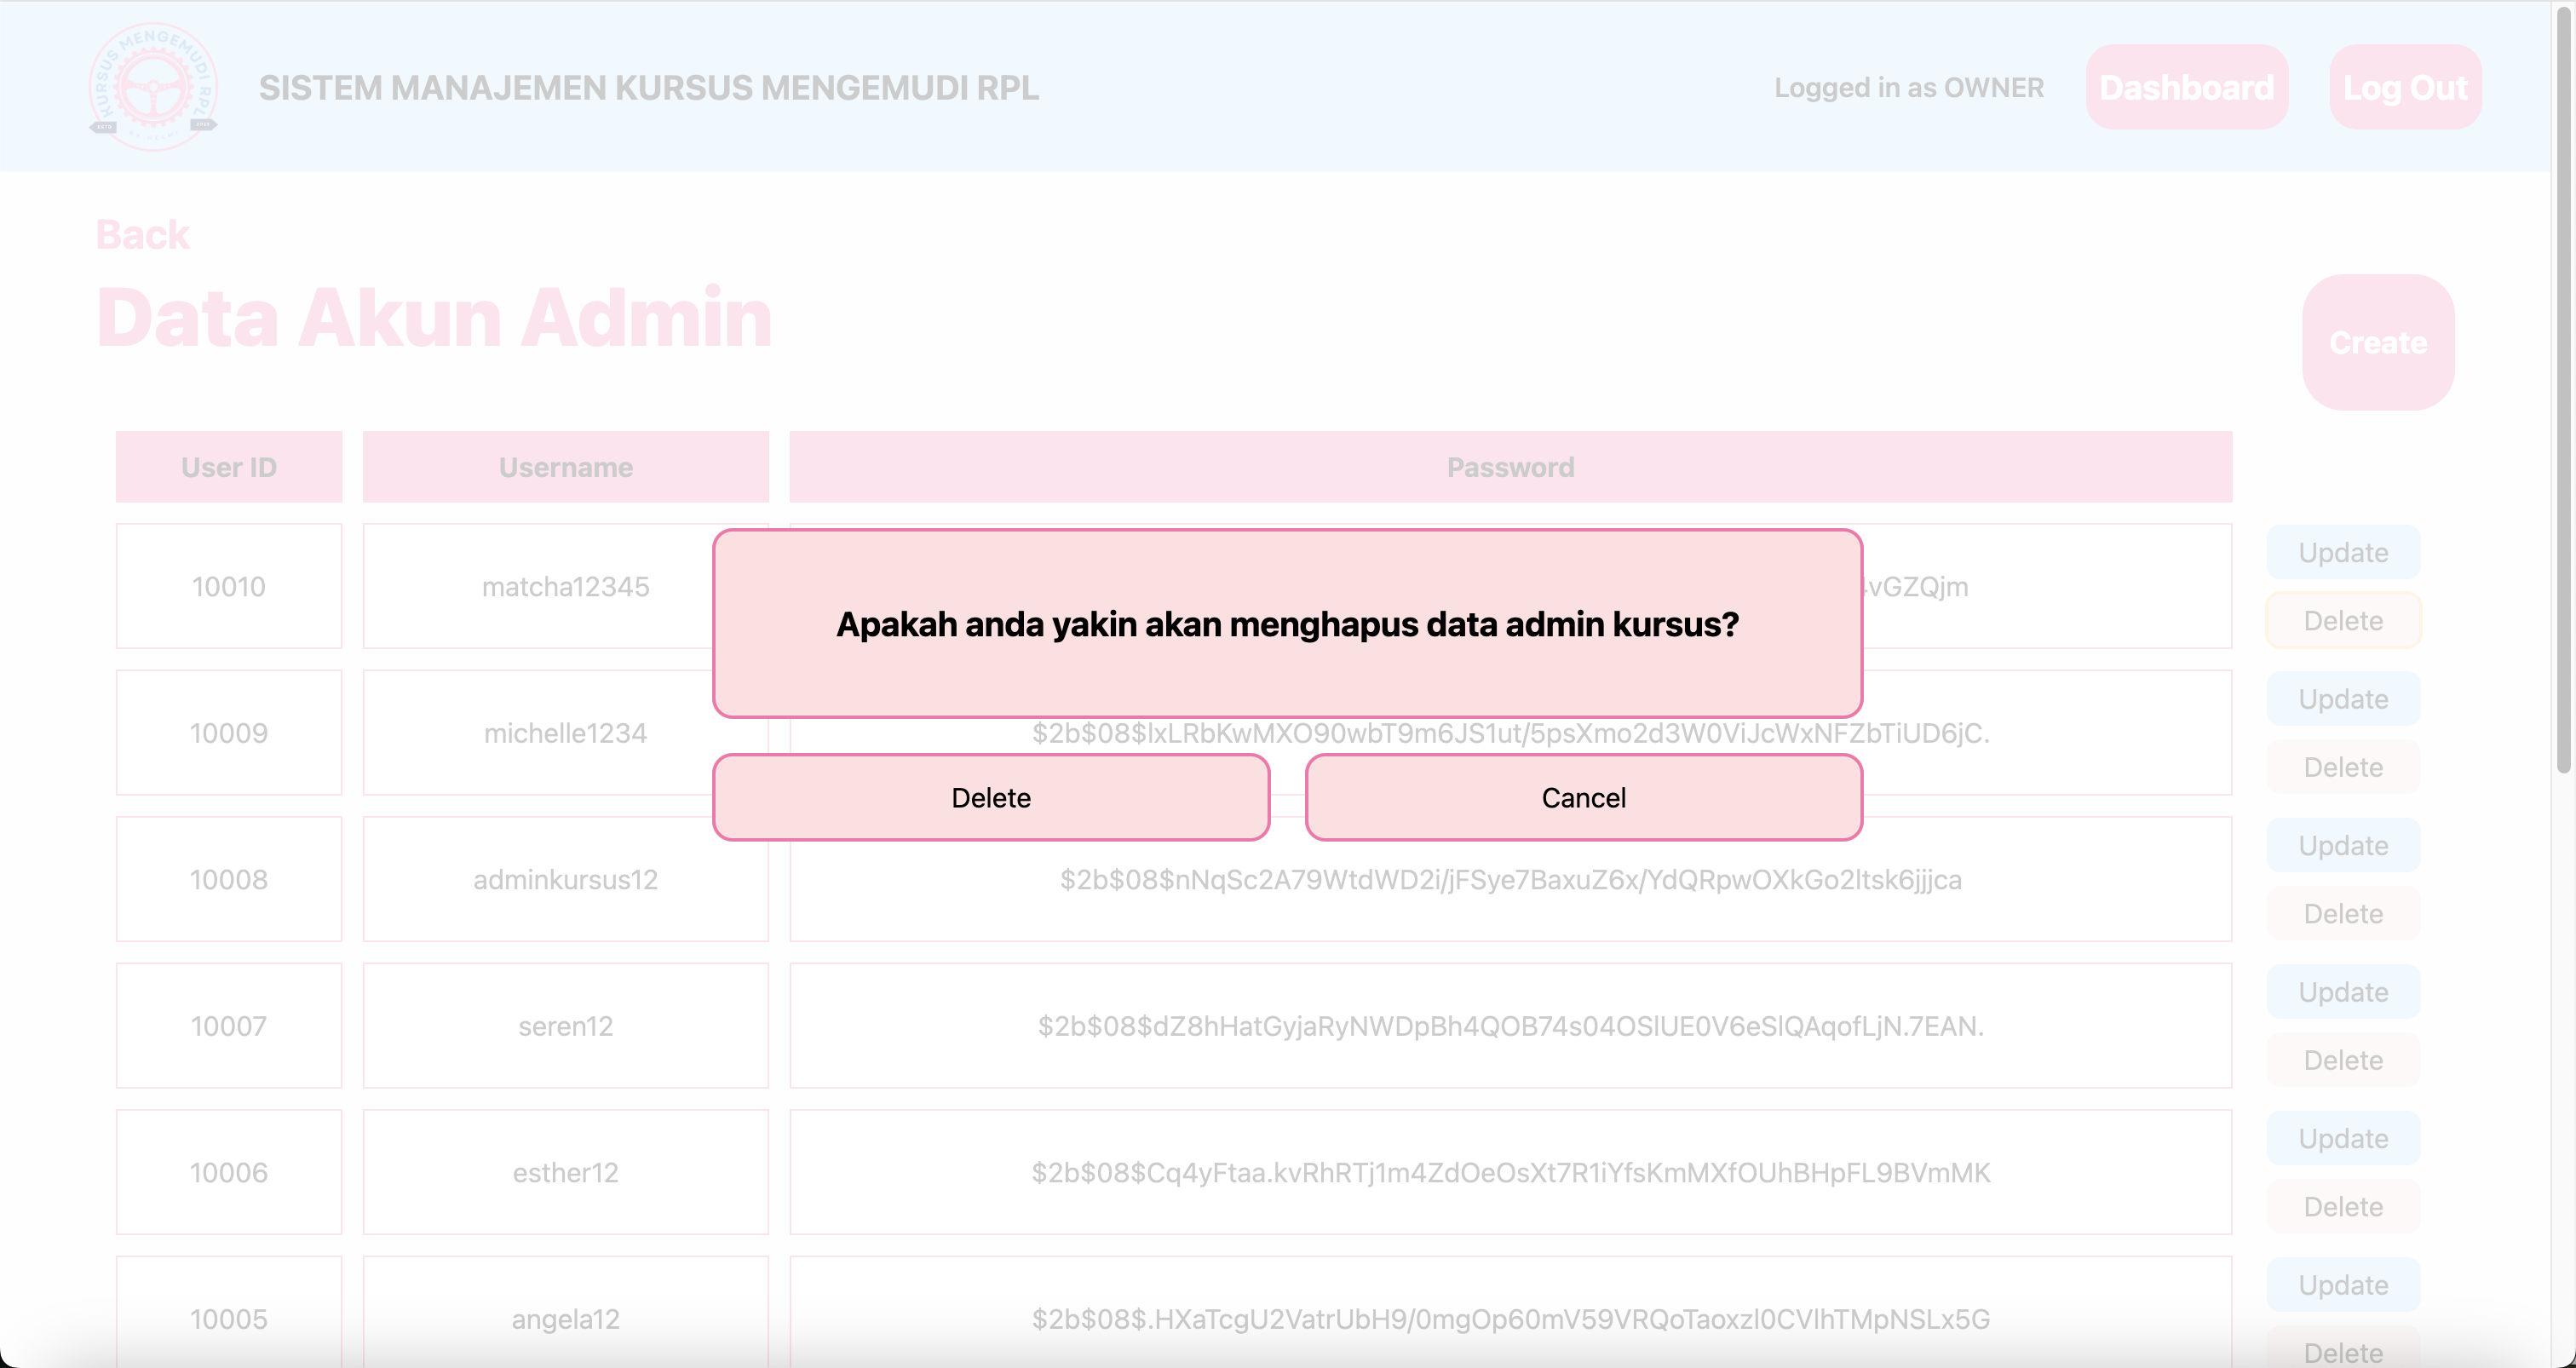 KURSUS MENGEMUDI RPL
SISTEM MANAJEMEN KURSUS MENGEMUDI RPL
Logged in as OWNER
Dashboard
Log Out
Back
Data Akun Admin
Create
User ID
Username
Password
10010
matcha12345
vGZQjm
Update
Delete
Apakah anda yakin akan menghapus data admin kursus?
10009
michelle1234
$2b$08$lxLRbKwMXO90wbT9m6JS1ut/5psXmo2d3W0ViJcWxNFZbTiUD6jC.
Update
Delete
Delete
Cancel
10008
adminkursus12
$2b$08$nNqSc2A79WtdWD2i/jFSye7BaxuZ6x/YdQRpwOXkGo2ltsk6jjjca
Update
Delete
10007
seren12
$2b$08$dZ8hHatGyjaRyNWDpBh4QOB74s04OSlUE0V6eSlQAqofLjN.7EAN.
Update
Delete
10006
esther12
$2b$08$Cq4yFtaa.kvRhRTj1m4ZdOeOsXt7R1iYfsKmMXfOUhBHpFL9BVmMK
Update
Delete
10005
angela12
$2b$08$.HXaTcgU2VatrUbH9/0mgOp60mV59VRQoTaoxzl0CVlhTMpNSLx5G
Update
Delete